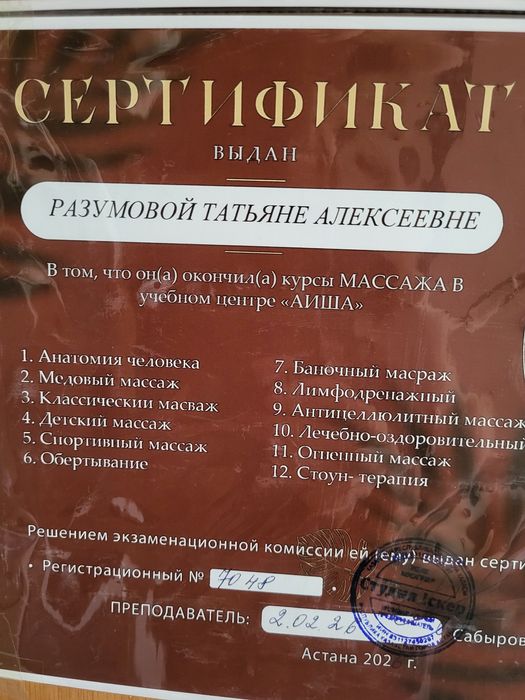 СЕРТИФИКАТ
ВЫДАН
РАЗУМОВОЙ ТАТЬЯНЕ АЛЕКСЕЕВНЕ
В том, что он(а) окончил(а) курсы МАССАЖА В
учебном центре «АИША»
1. Анатомия человека
2. Медовый массаж
3. Классический масваж
4. Детский массаж
5. Спортивный массаж
6. Обертывание
7. Баночный масраж
8. Лимфодренажный
9. Антицеллюлитный массаж
10. Лечебно- оздоровительный
11. Огненный массаж
12. Стоун- терапия
Решением экзаменационной комиссии ей (ему) выдан серти
• Регистрационный № 7048 .
ПРЕПОДАВАТЕЛЬ: 2.02 26 Сабыров
Астана 202 г.